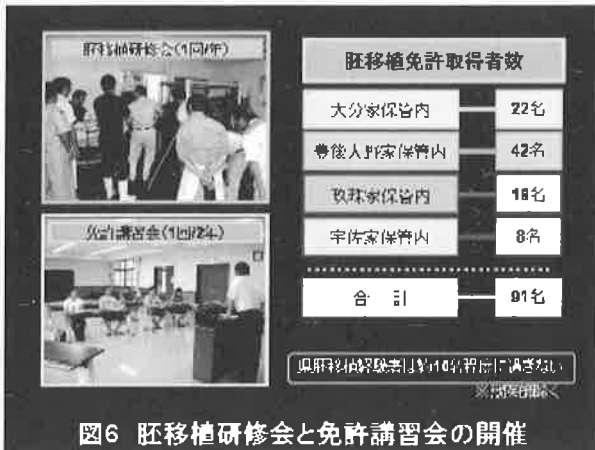 胚移植研修会(1回/年)
免許講習会(1回/2年)
胚移植免許取得者数
大分家保管内 22名
豊後大野家保管内 42名
玖珠家保管内
宇佐家保管内 8名
合計 91名
図6 胚移植研修会と免許講習会の開催